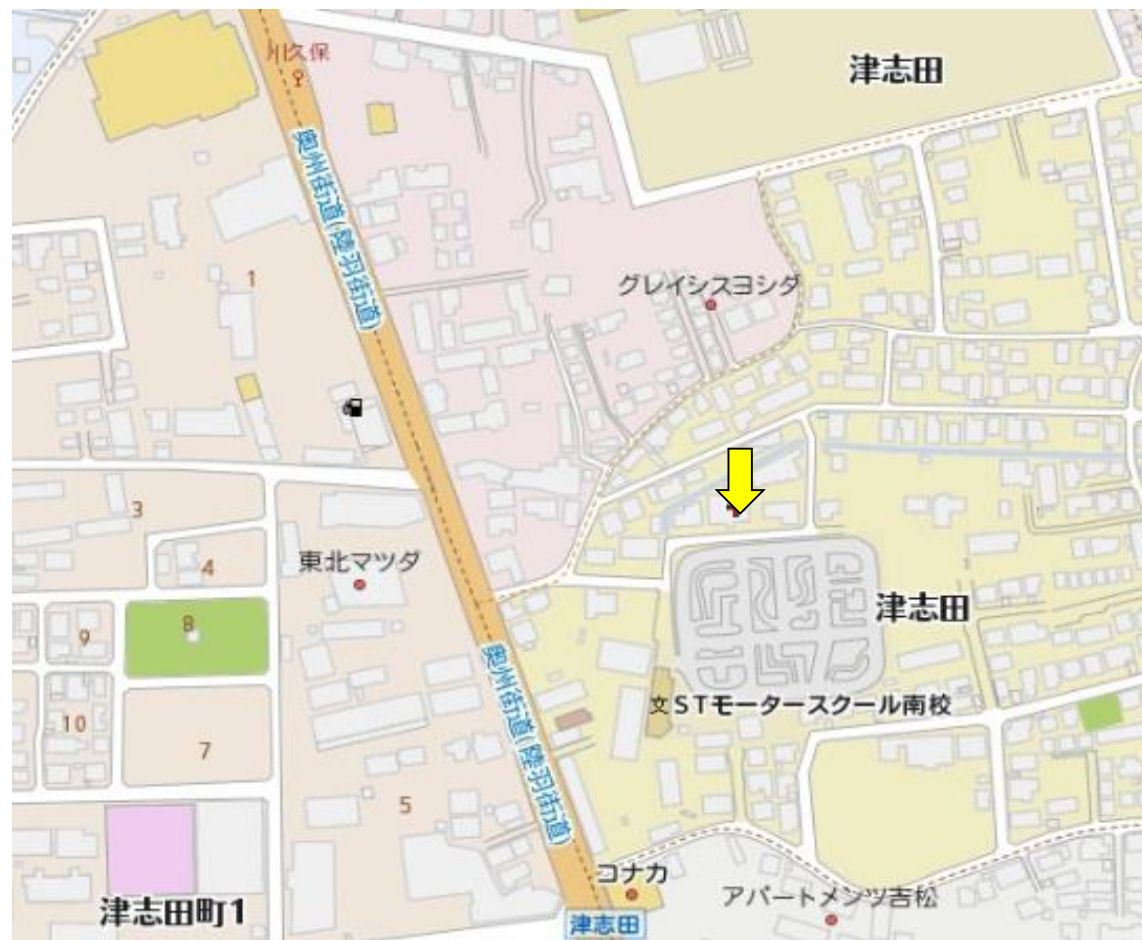 川久保
津志田
奥州街道(陸羽街道)
1
グレイシスヨシダ
3
東北マツダ
4
津志田
8
9
奥州街道(陸羽街道)
文 STモータースクール南校
10
7
5
コナカ
アパートメンツ吉松
津志田町1
津志田